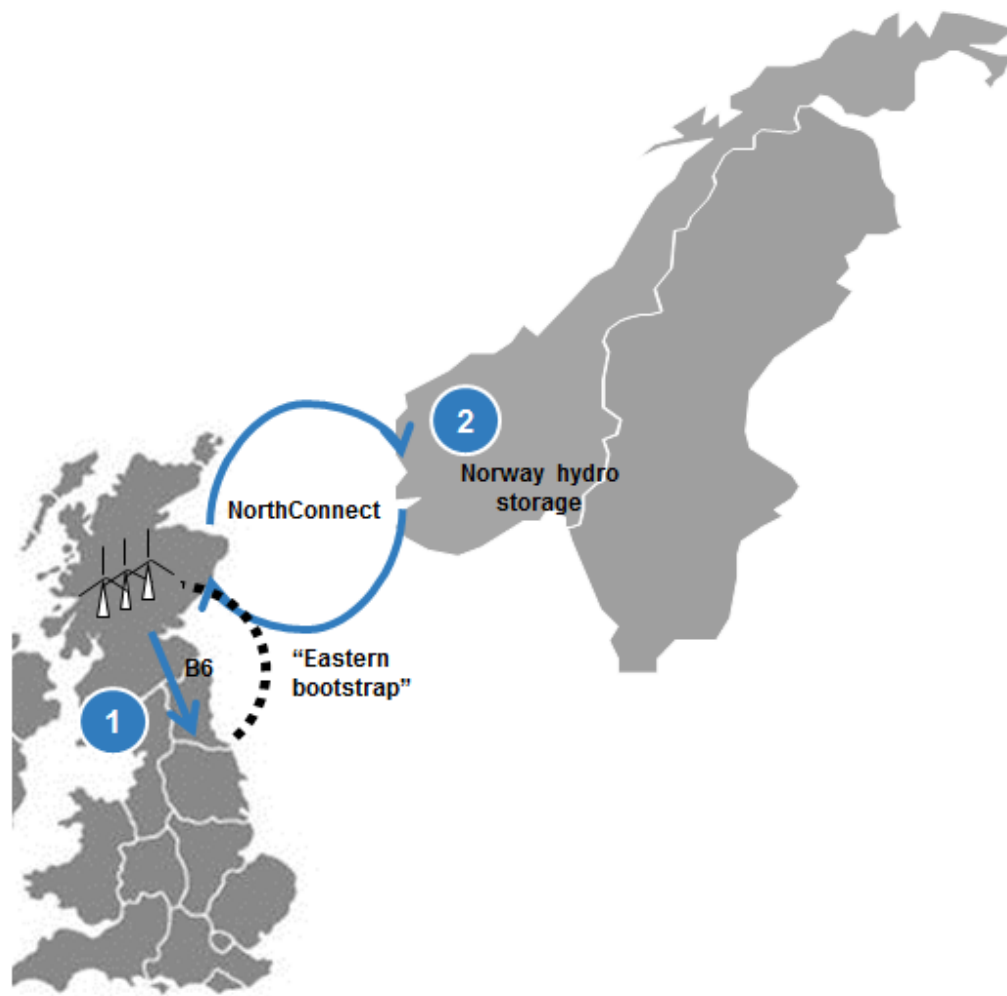 2
Norway hydro
storage
NorthConnect
“Eastern
bootstrap”
B6
1